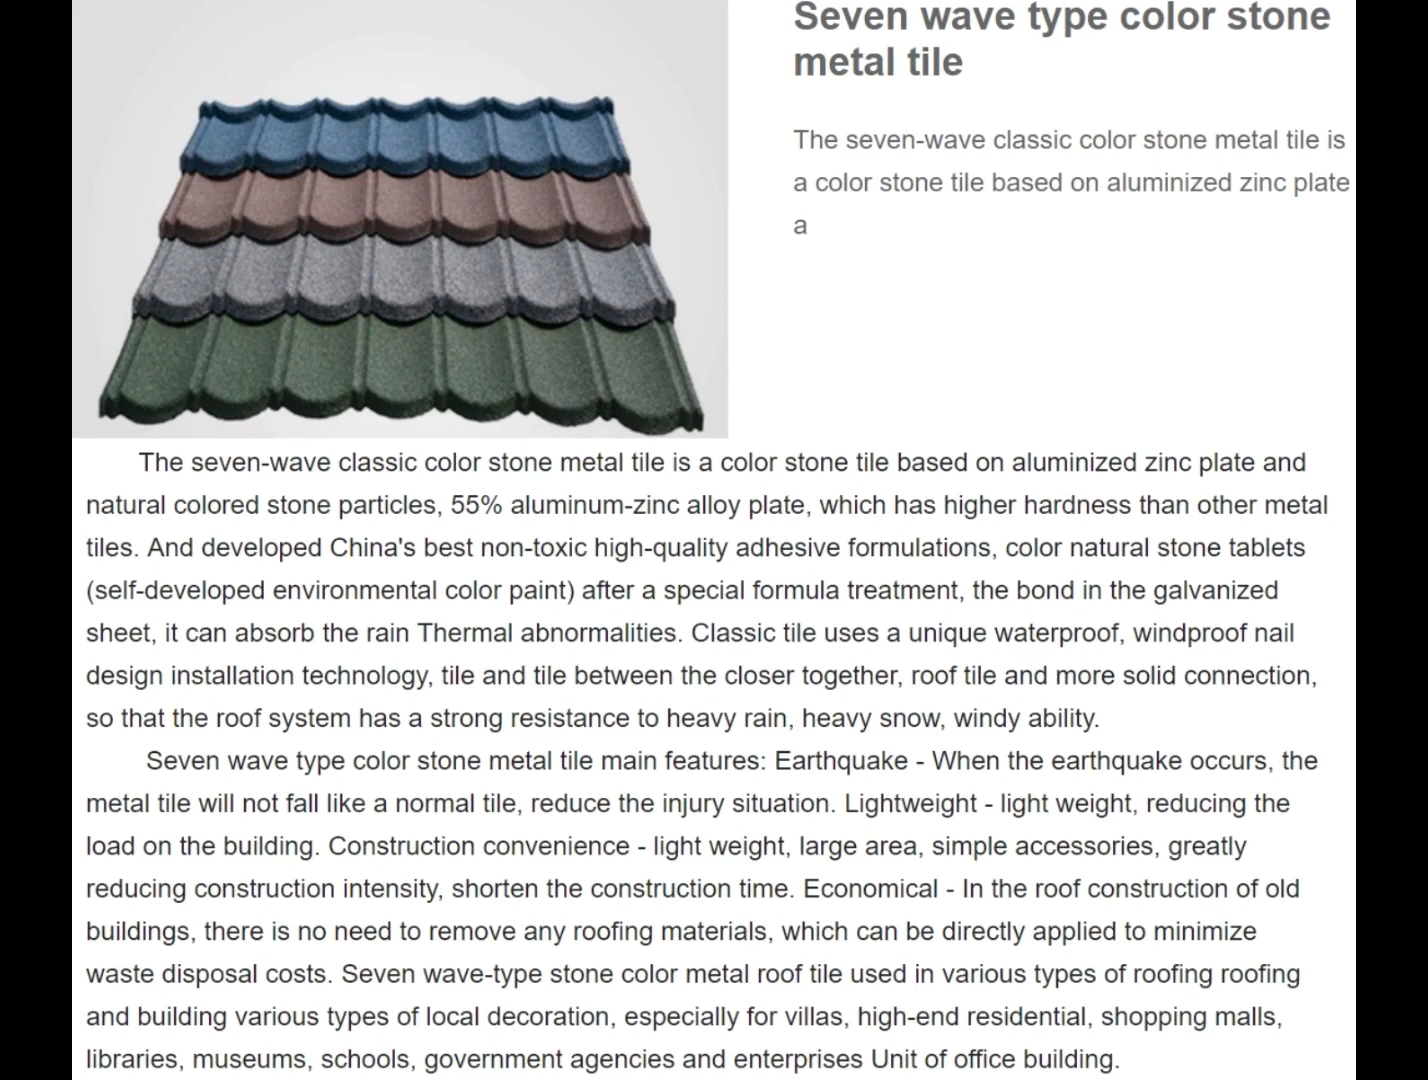 Seven wave type color stone
metal tile
The seven-wave classic color stone metal tile is
a color stone tile based on aluminized zinc plate
a
The seven-wave classic color stone metal tile is a color stone tile based on aluminized zinc plate and
natural colored stone particles, 55% aluminum-zinc alloy plate, which has higher hardness than other metal
tiles. And developed China's best non-toxic high-quality adhesive formulations, color natural stone tablets
(self-developed environmental color paint) after a special formula treatment, the bond in the galvanized
sheet, it can absorb the rain Thermal abnormalities. Classic tile uses a unique waterproof, windproof nail
design installation technology, tile and tile between the closer together, roof tile and more solid connection,
so that the roof system has a strong resistance to heavy rain, heavy snow, windy ability.
Seven wave type color stone metal tile main features: Earthquake - When the earthquake occurs, the
metal tile will not fall like a normal tile, reduce the injury situation. Lightweight - light weight, reducing the
load on the building. Construction convenience - light weight, large area, simple accessories, greatly
reducing construction intensity, shorten the construction time. Economical - In the roof construction of old
buildings, there is no need to remove any roofing materials, which can be directly applied to minimize
waste disposal costs. Seven wave-type stone color metal roof tile used in various types of roofing roofing
and building various types of local decoration, especially for villas, high-end residential, shopping malls,
libraries, museums, schools, government agencies and enterprises Unit of office building.